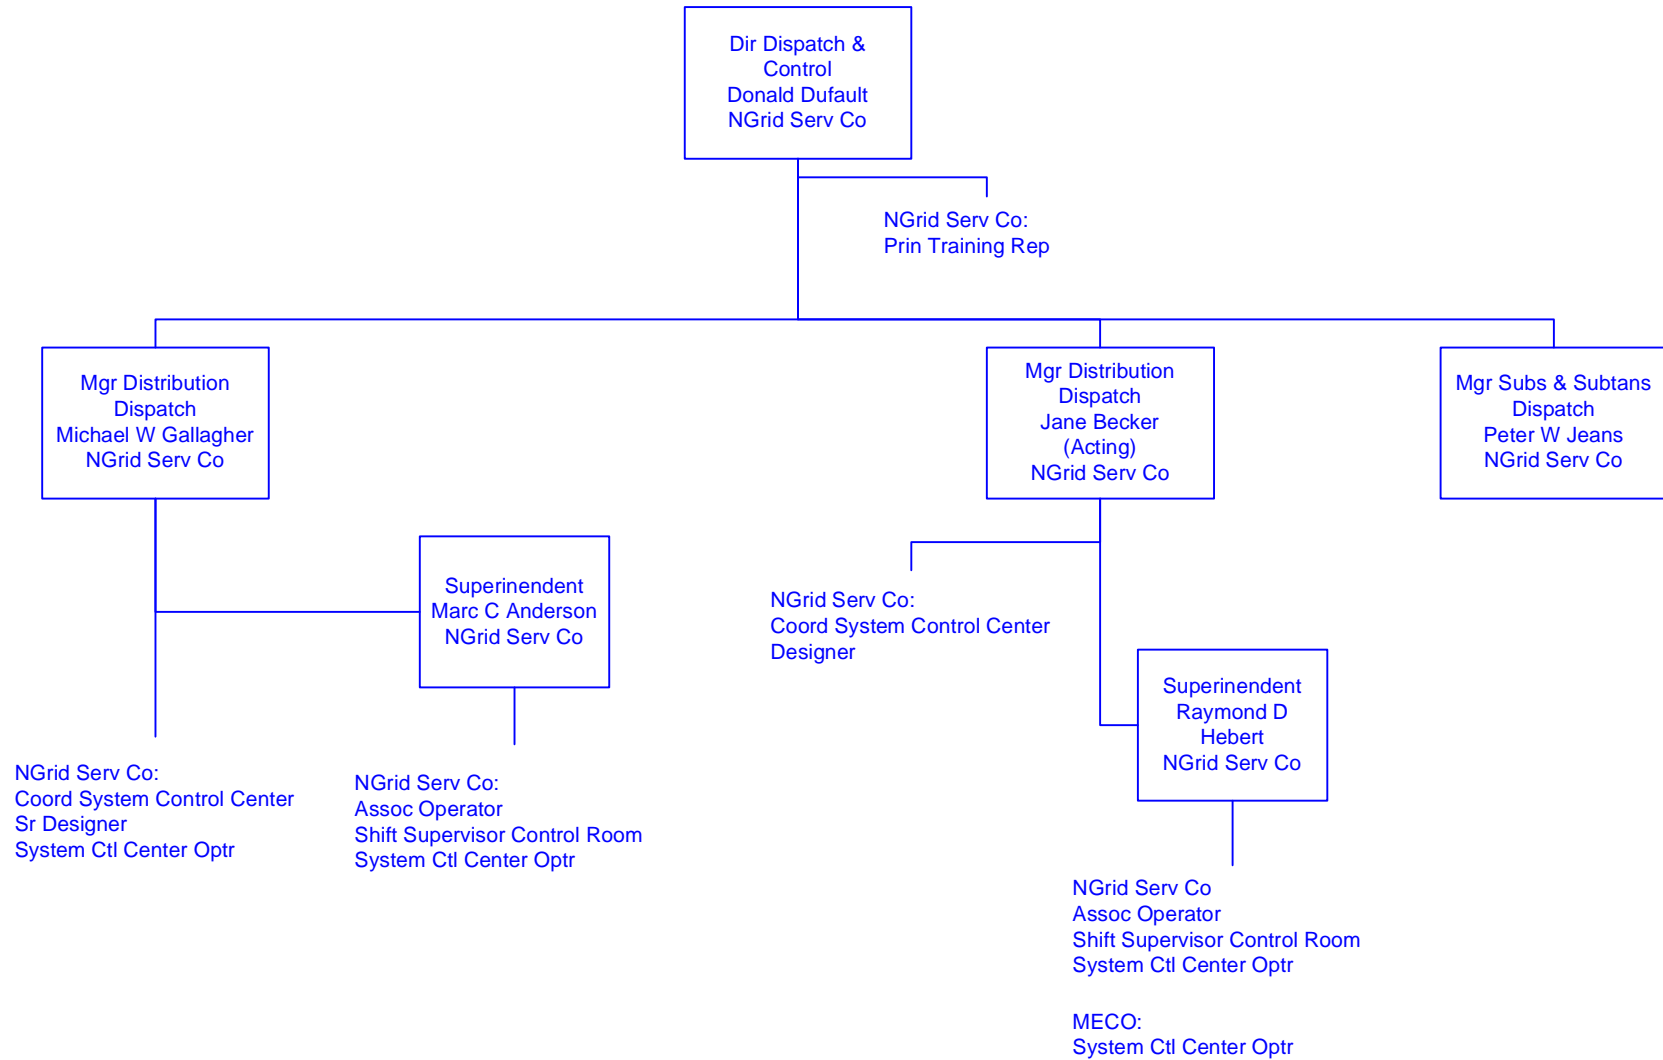 Dir Dispatch &
Control
Donald Dufault
NGrid Serv Co
NGrid Serv Co:
Prin Training Rep
Mgr Distribution
Dispatch
Michael W Gallagher
NGrid Serv Co
Mgr Distribution
Dispatch
Jane Becker
(Acting)
NGrid Serv Co
Mgr Subs & Subtans
Dispatch
Peter W Jeans
NGrid Serv Co
Superinendent
Marc C Anderson
NGrid Serv Co
NGrid Serv Co:
Coord System Control Center
Designer
Superinendent
Raymond D
Hebert
NGrid Serv Co
NGrid Serv Co:
Coord System Control Center
Sr Designer
System Ctl Center Optr
NGrid Serv Co:
Assoc Operator
Shift Supervisor Control Room
System Ctl Center Optr
NGrid Serv Co
Assoc Operator
Shift Supervisor Control Room
System Ctl Center Optr
MECO:
System Ctl Center Optr